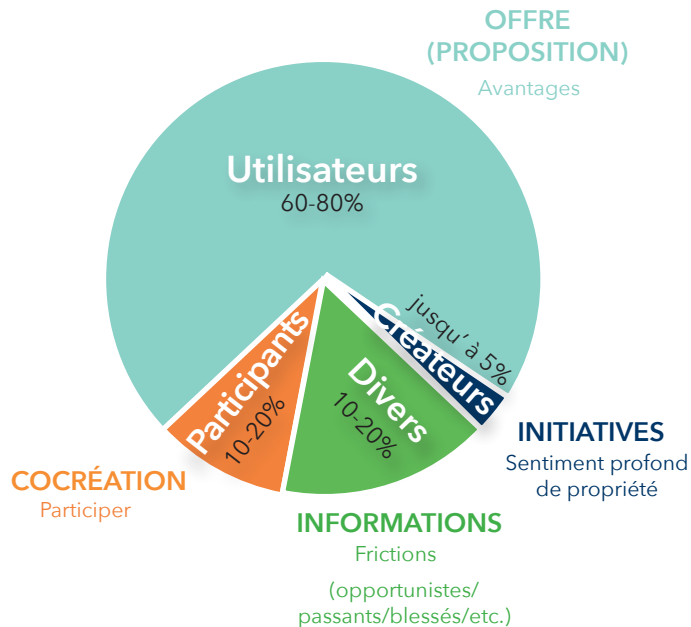 OFFRE
(PROPOSITION)
Avantages
Utilisateurs
60-80%
jusqu’ à 5%
Créateurs
Participants
10-20%
Divers
10-20%
INITIATIVES
Sentiment profond
de propriété
COCRÉATION
Participer
INFORMATIONS
Frictions
(opportunistes/
passants/blessés/etc.)